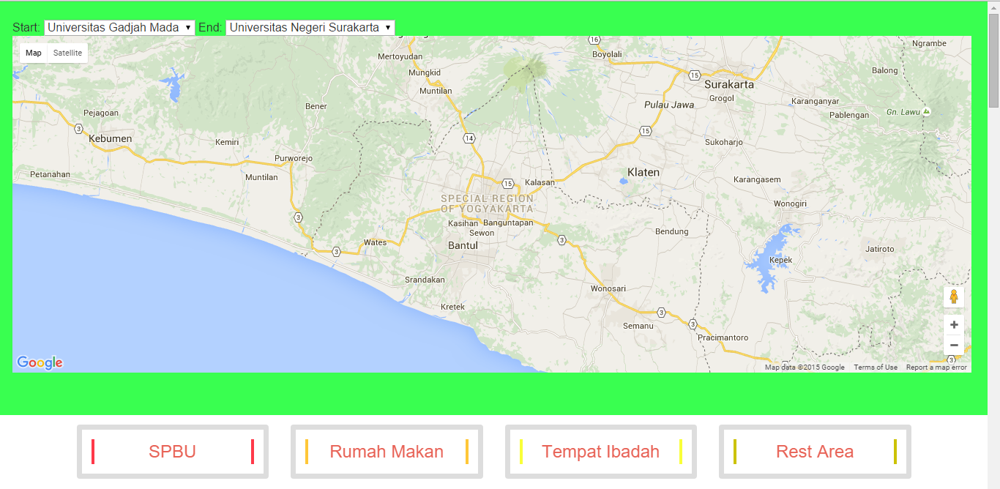 Start: Universitas Gadjah Mada End: Universitas Negeri Surakarta
Map Satellite
16
Ngrambe
Mertoyudan
Boyolali
Mungkid
15
Balong
Muntilan
Surakarta
Grogol
Karanganyar
Bener
Pulau Jawa
Pejagoan
Pablengan
Gn. Lawu
3
Kebumen
14
15
Kemiri
Sukoharjo
Purworejo
Petanahan
Muntilan
Klaten
15
Kalasan
Karangasem
SPECIAL REGION
OF YOGYAKARTA
Wonogiri
3
Kasihan
Banguntapan
Sewon
Bendung
Wates
3
Bantul
3
Jatiroto
Kepek
Srandakan
Wonosari
Kretek
3
Semanu
3
Pracimantoro
3
Google
Map data ©2015 Google Terms of Use Report a map error
SPBU Rumah Makan Tempat Ibadah Rest Area